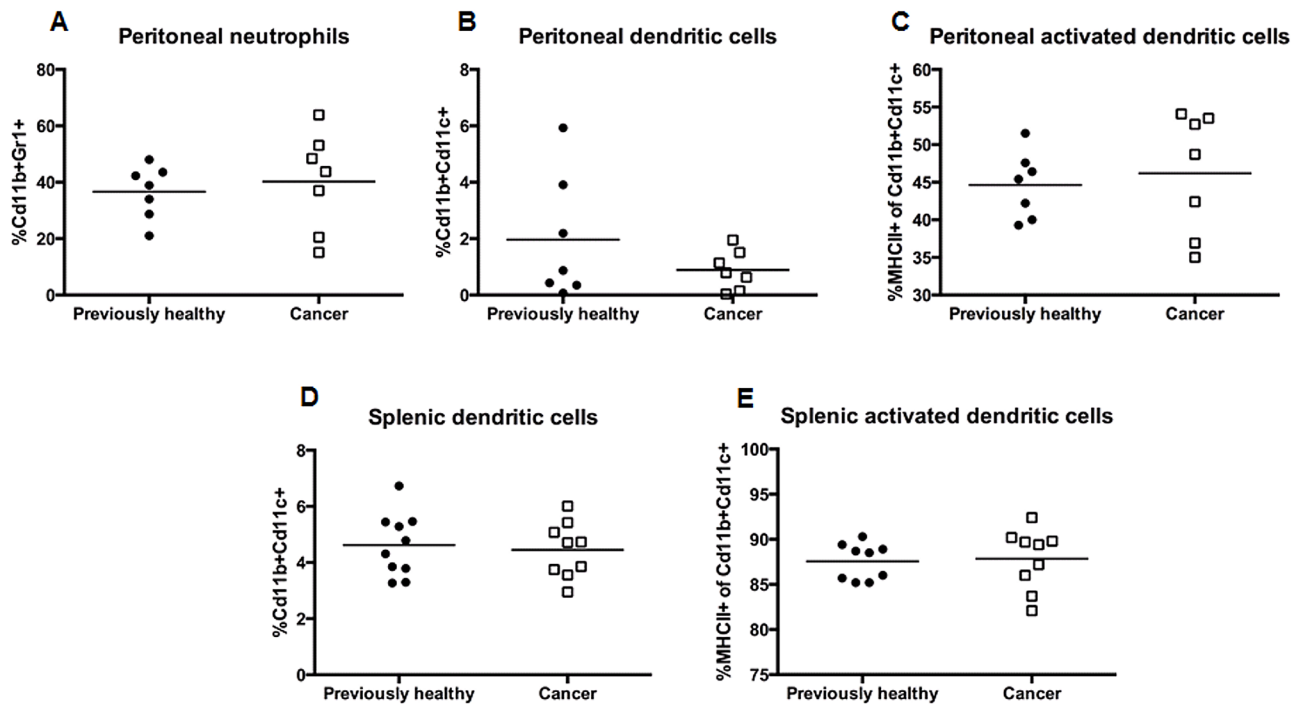 A
Peritoneal neutrophils
%Cd11b+Gr1+
80
60
40
20
0
Previously healthy
Cancer
B
Peritoneal dendritic cells
%Cd11b+Cd11c+
8
6
4
2
0
Previously healthy
Cancer
C
Peritoneal activated dendritic cells
%MHCII+ of Cd11b+Cd11c+
60
55
50
45
40
35
30
Previously healthy
Cancer
D
Splenic dendritic cells
%Cd11b+Cd11c+
8
6
4
2
0
Previously healthy
Cancer
E
Splenic activated dendritic cells
%MHCII+ of Cd11b+Cd11c+
100
95
90
85
80
75
Previously healthy
Cancer